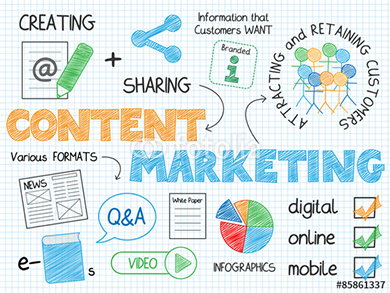 CREATING
@
+
SHARING
Information that
Customers WANT
Branded
i
ATTRACTING and RETAINING CUSTOMERS
CONTENT
MARKETING
Various FORMATS
NEWS
Q&A
White Paper
e-
s
VIDEO
INFOGRAPHICS
digital
online
mobile
#85861337